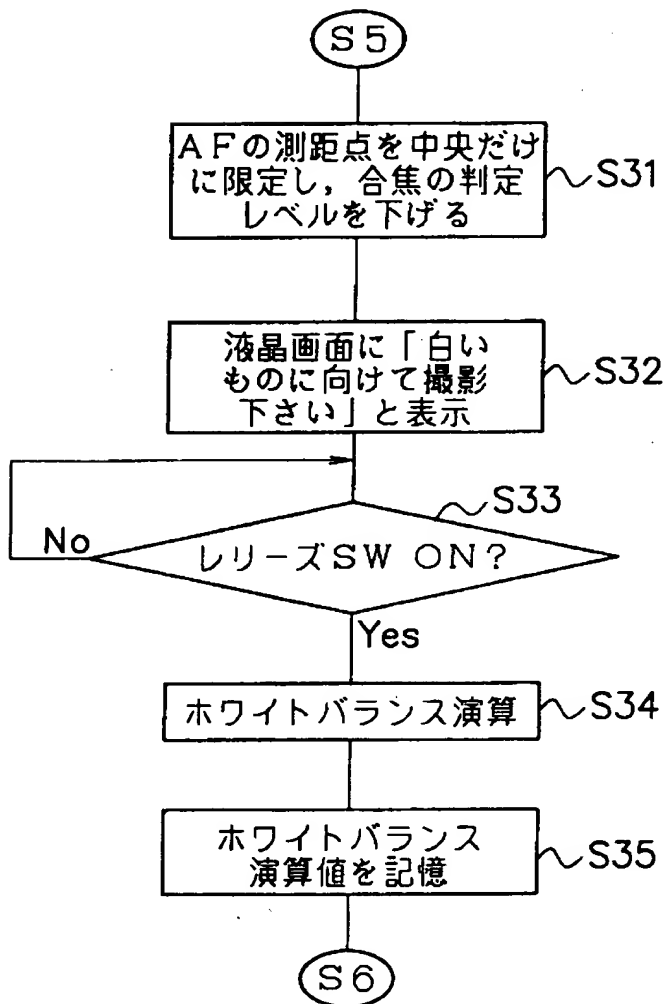 S5
AFの測距点を中央だけ
に限定し,合焦の判定
レベルを下げる
S31
液晶画面に「白い
ものに向けて撮影
下さい」と表示
S32
S33
No
レリーズSW ON?
Yes
ホワイトバランス演算
S34
ホワイトバランス
演算値を記憶
S35
S6